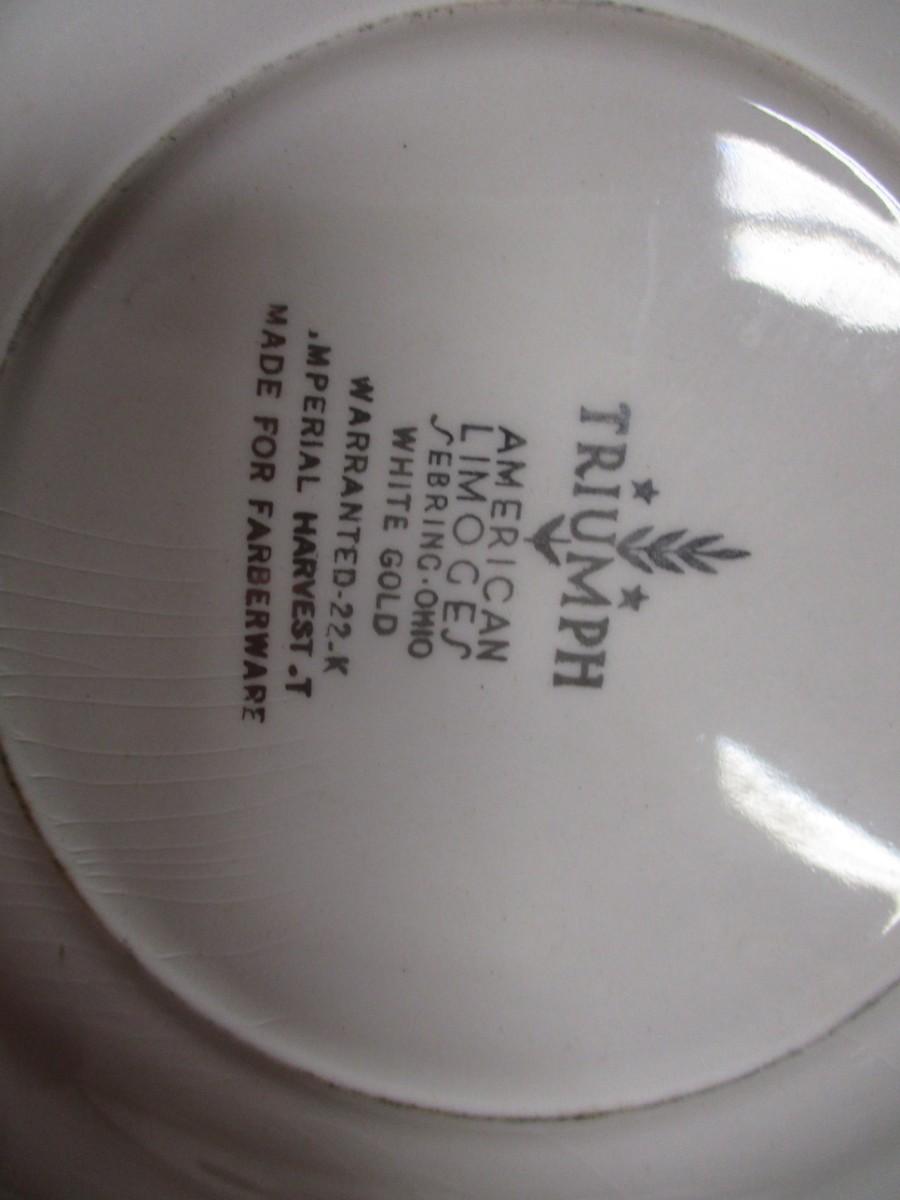 TRIUMPH
AMERICAN
LIMOGES
SEBRING·OHIO
WHITE GOLD
WARRANTED-22-K
.MPERIAL HARVEST .T
MADE FOR FARBERWARE